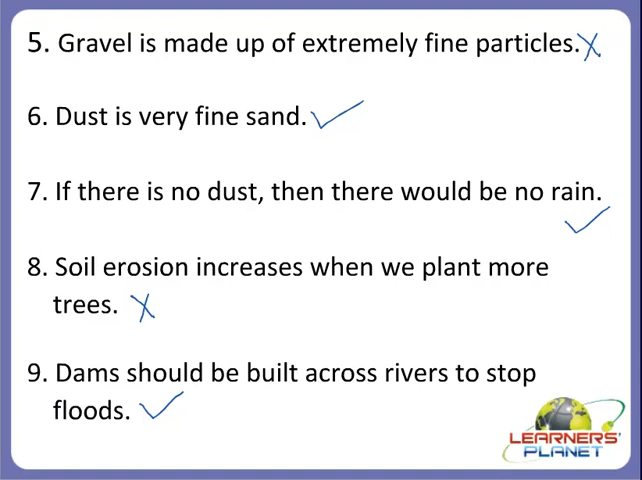 5. Gravel is made up of extremely fine particles.
6. Dust is very fine sand.
7. If there is no dust, then there would be no rain.
8. Soil erosion increases when we plant more
trees.
9. Dams should be built across rivers to stop
floods.
LEARNERS'
PLANET